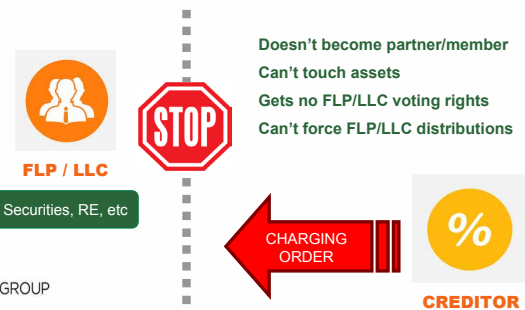 Doesn’t become partner/member
Can’t touch assets
Gets no FLP/LLC voting rights
Can’t force FLP/LLC distributions
STOP
FLP / LLC
Securities, RE, etc
CHARGING
ORDER
%
GROUP
CREDITOR